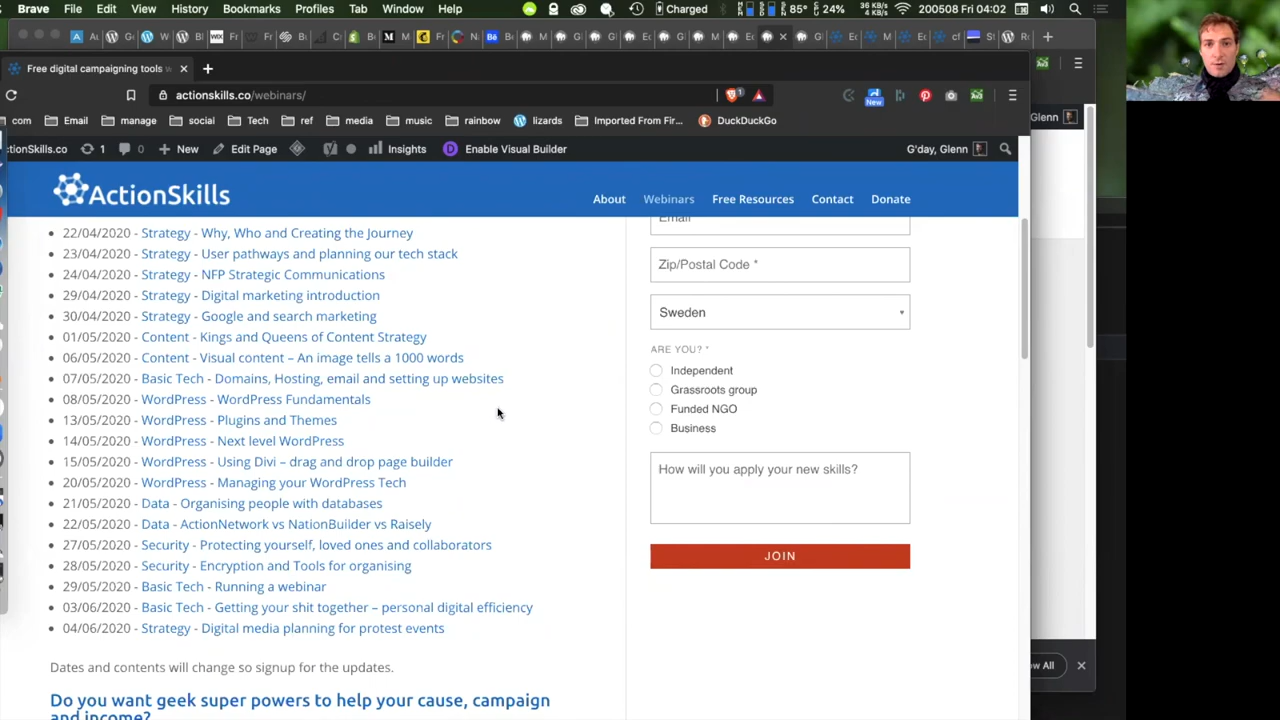 Brave File Edit View History Bookmarks Profiles Tab Window Help Charged 85° 24% 36 KB/s 4 KB/s 200508 Fri 04:02
Free digital campaigning tools
actionskills.co/webinars/
New
com Email manage social Tech ref media music rainbow lizards Imported From Fir... DuckDuckGo
Glenn
ctionSkills.co 1 0 New Edit Page Insights Enable Visual Builder G'day, Glenn
ActionSkills
About Webinars Free Resources Contact Donate
22/04/2020 - Strategy - Why, Who and Creating the Journey
23/04/2020 - Strategy - User pathways and planning our tech stack
24/04/2020 - Strategy - NFP Strategic Communications
29/04/2020 - Strategy - Digital marketing introduction
30/04/2020 - Strategy - Google and search marketing
01/05/2020 - Content - Kings and Queens of Content Strategy
06/05/2020 - Content - Visual content – An image tells a 1000 words
07/05/2020 - Basic Tech - Domains, Hosting, email and setting up websites
08/05/2020 - WordPress - WordPress Fundamentals
13/05/2020 - WordPress - Plugins and Themes
14/05/2020 - WordPress - Next level WordPress
15/05/2020 - WordPress - Using Divi – drag and drop page builder
20/05/2020 - WordPress - Managing your WordPress Tech
21/05/2020 - Data - Organising people with databases
22/05/2020 - Data - ActionNetwork vs NationBuilder vs Raisely
27/05/2020 - Security - Protecting yourself, loved ones and collaborators
28/05/2020 - Security - Encryption and Tools for organising
29/05/2020 - Basic Tech - Running a webinar
03/06/2020 - Basic Tech - Getting your shit together – personal digital efficiency
04/06/2020 - Strategy - Digital media planning for protest events
Dates and contents will change so signup for the updates.
Do you want geek super powers to help your cause, campaign
and income?
Email
Zip/Postal Code *
Sweden
ARE YOU? *
Independent
Grassroots group
Funded NGO
Business
How will you apply your new skills?
JOIN
ow All